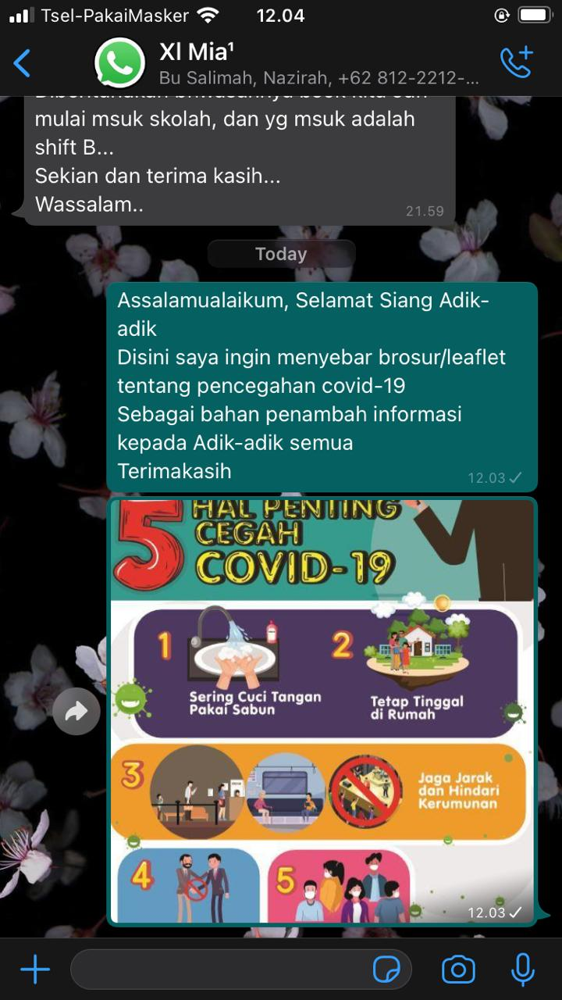 Tsel-PakaiMasker
12.04
XI Mia¹
Bu Salimah, Nazirah, +62 812-2212-...
mulai msuk skolah, dan yg msuk adalah
shift B...
Sekian dan terima kasih...
Wassalam..
21.59
Today
Assalamualaikum, Selamat Siang Adik-
adik
Disini saya ingin menyebar brosur/leaflet
tentang pencegahan covid-19
Sebagai bahan penambah informasi
kepada Adik-adik semua
Terimakasih
12.03
5 HAL PENTING
CEGAH
COVID-19
1
Sering Cuci Tangan
Pakai Sabun
2
Tetap Tinggal
di Rumah
3
Jaga Jarak
dan Hindari
Kerumunan
4
5
12.03